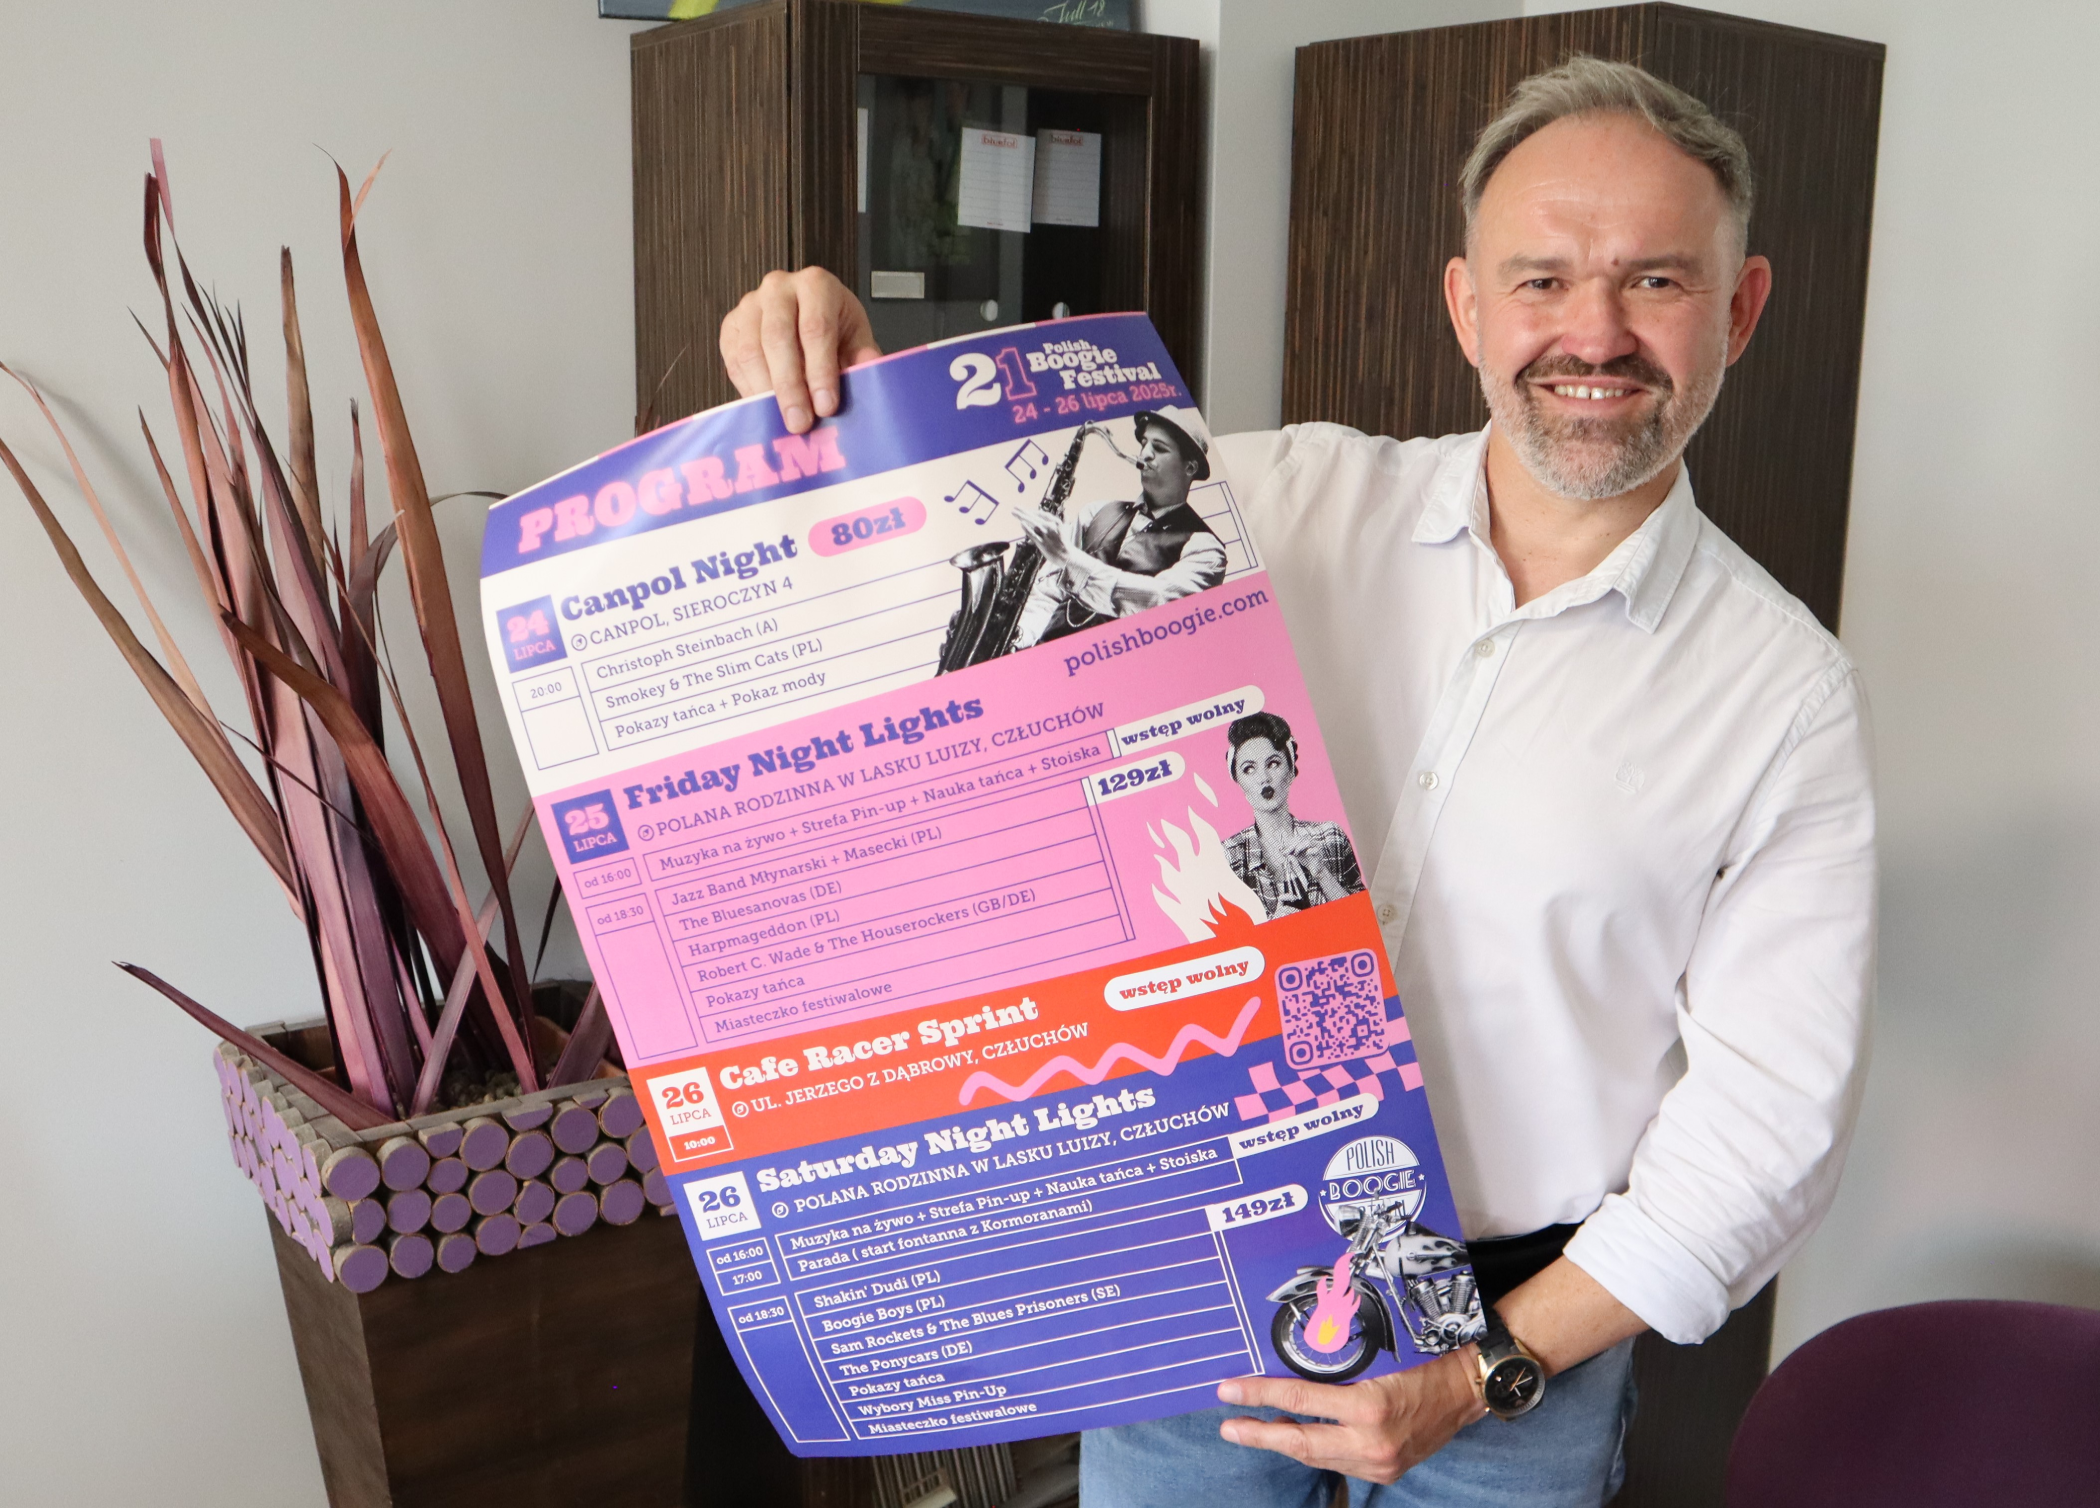 Jull 18
bivoleo
bivoleo
21 Polish
Boogie
Festival
24 - 26 lipca 2025r.
PROGRAM
24
LIPCA
Canpol Night
80zł
CANPOL, SIEROCZYN 4
20:00
Christoph Steinbach (A)
Smokey & The Slim Cats (PL)
Pokazy tańca + Pokaz mody
polishboogie.com
25
LIPCA
Friday Night Lights
POLANA RODZINNA W LASKU LUIZY, CZŁUCHÓW
wstęp wolny
od 16:00
Muzyka na żywo + Strefa Pin-up + Nauka tańca + Stoiska
129zł
od 18:30
Jazz Band Młynarski + Masecki (PL)
The Bluesanovas (DE)
Harpmageddon (PL)
Robert C. Wade & The Houserockers (GB/DE)
Pokazy tańca
Miasteczko festiwalowe
26
LIPCA
10:00
Cafe Racer Sprint
wstęp wolny
UL. JERZEGO Z DĄBROWY, CZŁUCHÓW
26
LIPCA
Saturday Night Lights
POLANA RODZINNA W LASKU LUIZY, CZŁUCHÓW
wstęp wolny
od 16:00
Muzyka na żywo + Strefa Pin-up + Nauka tańca + Stoiska
17:00
Parada ( start fontanna z Kormoranami)
149zł
od 18:30
Shakin' Dudi (PL)
Boogie Boys (PL)
Sam Rockets & The Blues Prisoners (SE)
The Ponycars (DE)
Pokazy tańca
Wybory Miss Pin-Up
Miasteczko festiwalowe
POLISH
BOOGIE